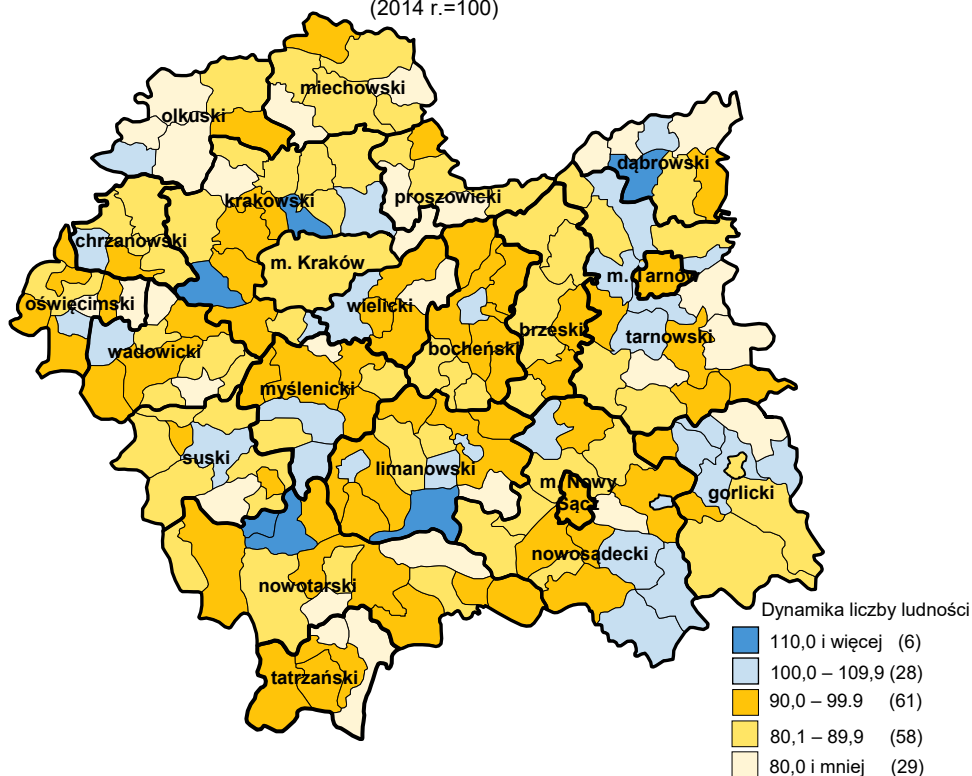 (2014 r.=100)
miechowski
olkuski
dąbrowski
krakowski
proszowicki
chrzanowski
m. Kraków
m. Tarnów
oświęcimski
wielicki
tarnowski
wadowicki
bocheński
brzeski
myślenicki
suski
limanowski
m. Nowy
Sącz
gorlicki
nowosądecki
nowotarski
tatrzański
Dynamika liczby ludności
110,0 i więcej (6)
100,0 – 109,9 (28)
90,0 – 99.9 (61)
80,1 – 89,9 (58)
80,0 i mniej (29)